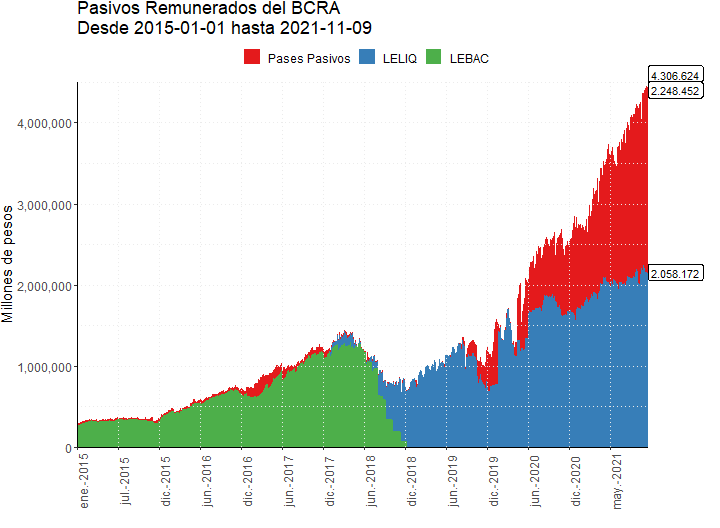 Pasivos Remunerados del BCRA
Desde 2015-01-01 hasta 2021-11-09
Pases Pasivos LELIQ LEBAC
4.306.624
2.248.452
2.058.172
Millones de pesos
4,000,000
3,000,000
2,000,000
1,000,000
0
ene.-2015
jul.-2015
dic.-2015
jun.-2016
dic.-2016
jun.-2017
dic.-2017
jun.-2018
dic.-2018
jun.-2019
dic.-2019
jun.-2020
dic.-2020
may.-2021